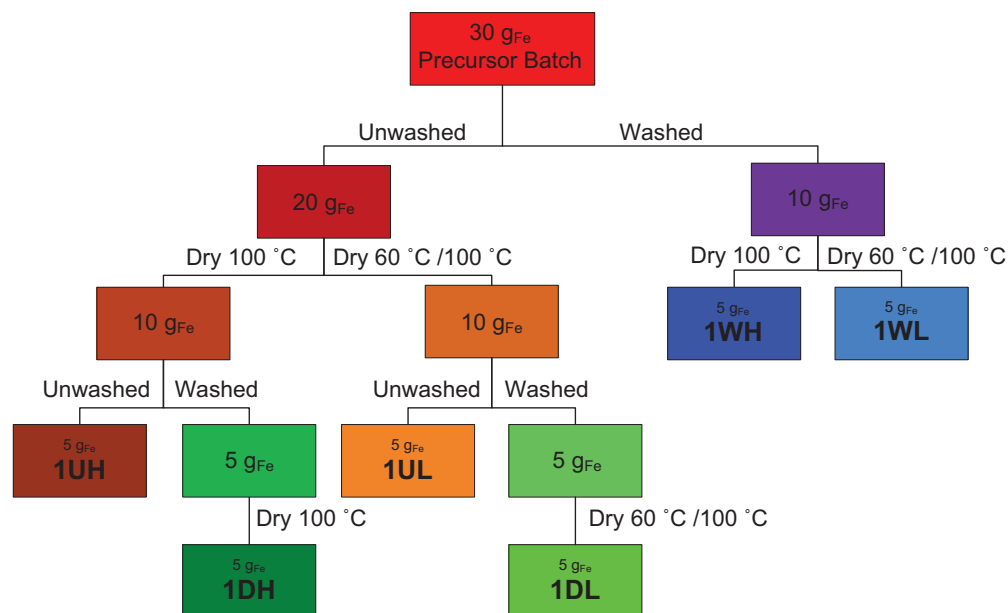 30 gFe
Precursor Batch
Unwashed
Washed
20 gFe
10 gFe
Dry 100 ˚C
Dry 60 ˚C /100 ˚C
Dry 100 ˚C
Dry 60 ˚C /100 ˚C
10 gFe
10 gFe
5 gFe
1WH
5 gFe
1WL
Unwashed
Washed
Unwashed
Washed
5 gFe
1UH
5 gFe
5 gFe
1UL
5 gFe
Dry 100 ˚C
Dry 60 ˚C /100 ˚C
5 gFe
1DH
5 gFe
1DL